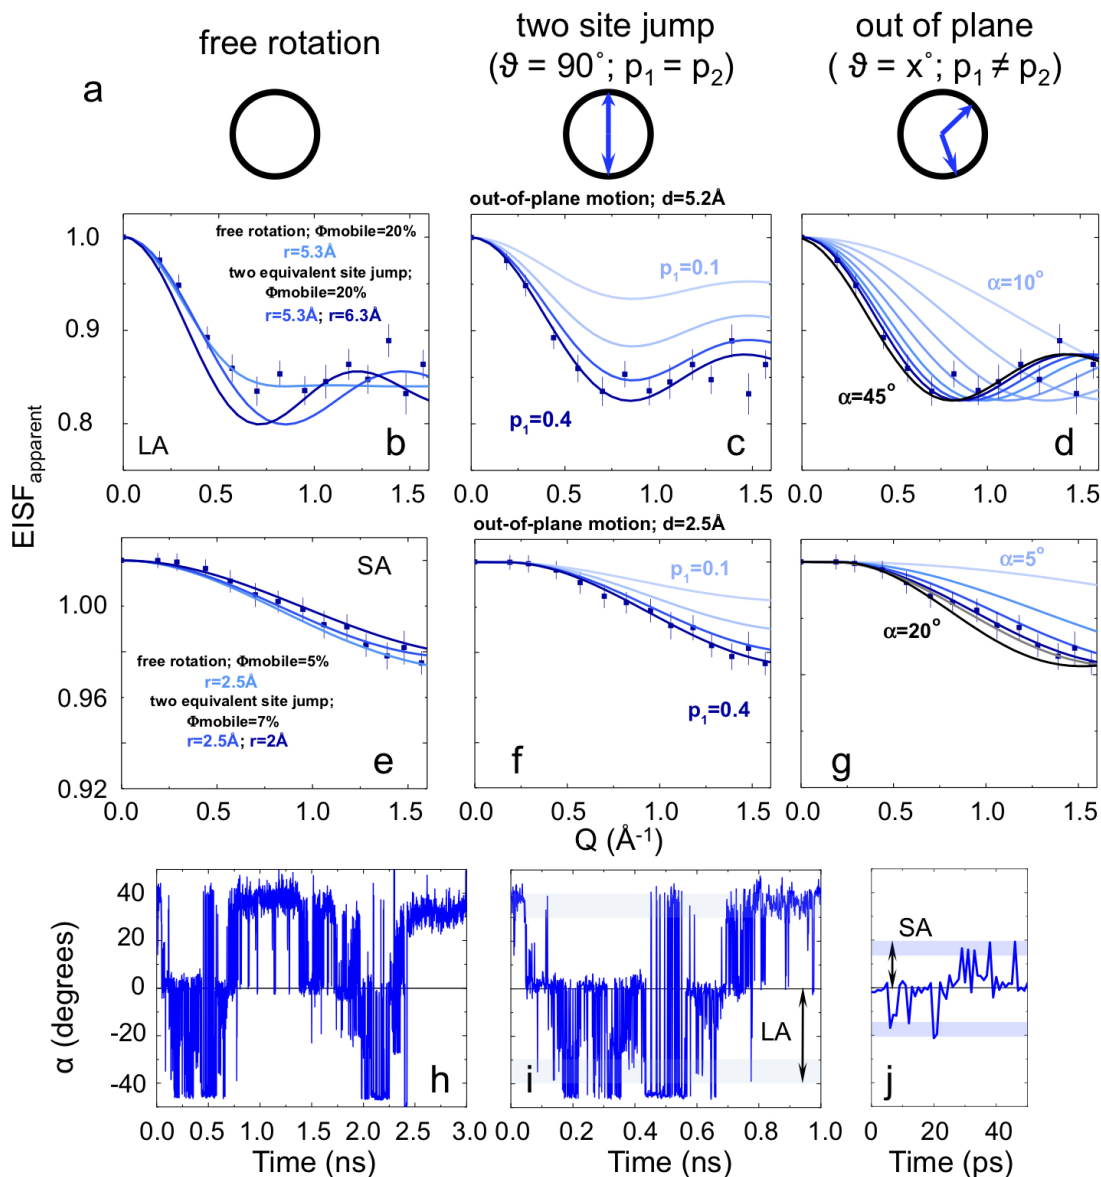 free rotation
two site jump
(ϑ = 90°; p₁ = p₂)
out of plane
( ϑ = x°; p₁ ≠ p₂)
a
EISF apparent
out-of-plane motion; d=5.2Å
1.0
0.9
0.8
free rotation; Φmobile=20%
r=5.3Å
two equivalent site jump;
Φmobile=20%
r=5.3Å; r=6.3Å
LA
b
0.0 0.5 1.0 1.5
p₁=0.1
p₁=0.4
c
0.0 0.5 1.0 1.5
α=10°
α=45°
d
0.0 0.5 1.0 1.5
out-of-plane motion; d=2.5Å
1.00
0.96
0.92
SA
free rotation; Φmobile=5%
r=2.5Å
two equivalent site jump;
Φmobile=7%
r=2.5Å; r=2Å
e
0.0 0.5 1.0 1.5
p₁=0.1
p₁=0.4
f
0.0 0.5 1.0 1.5
α=5°
α=20°
g
0.0 0.5 1.0 1.5
Q (Å⁻¹)
α (degrees)
40
20
0
-20
-40
h
0.0 0.5 1.0 1.5 2.0 2.5 3.0
Time (ns)
LA
i
0.0 0.2 0.4 0.6 0.8 1.0
Time (ns)
SA
j
0 20 40
Time (ps)